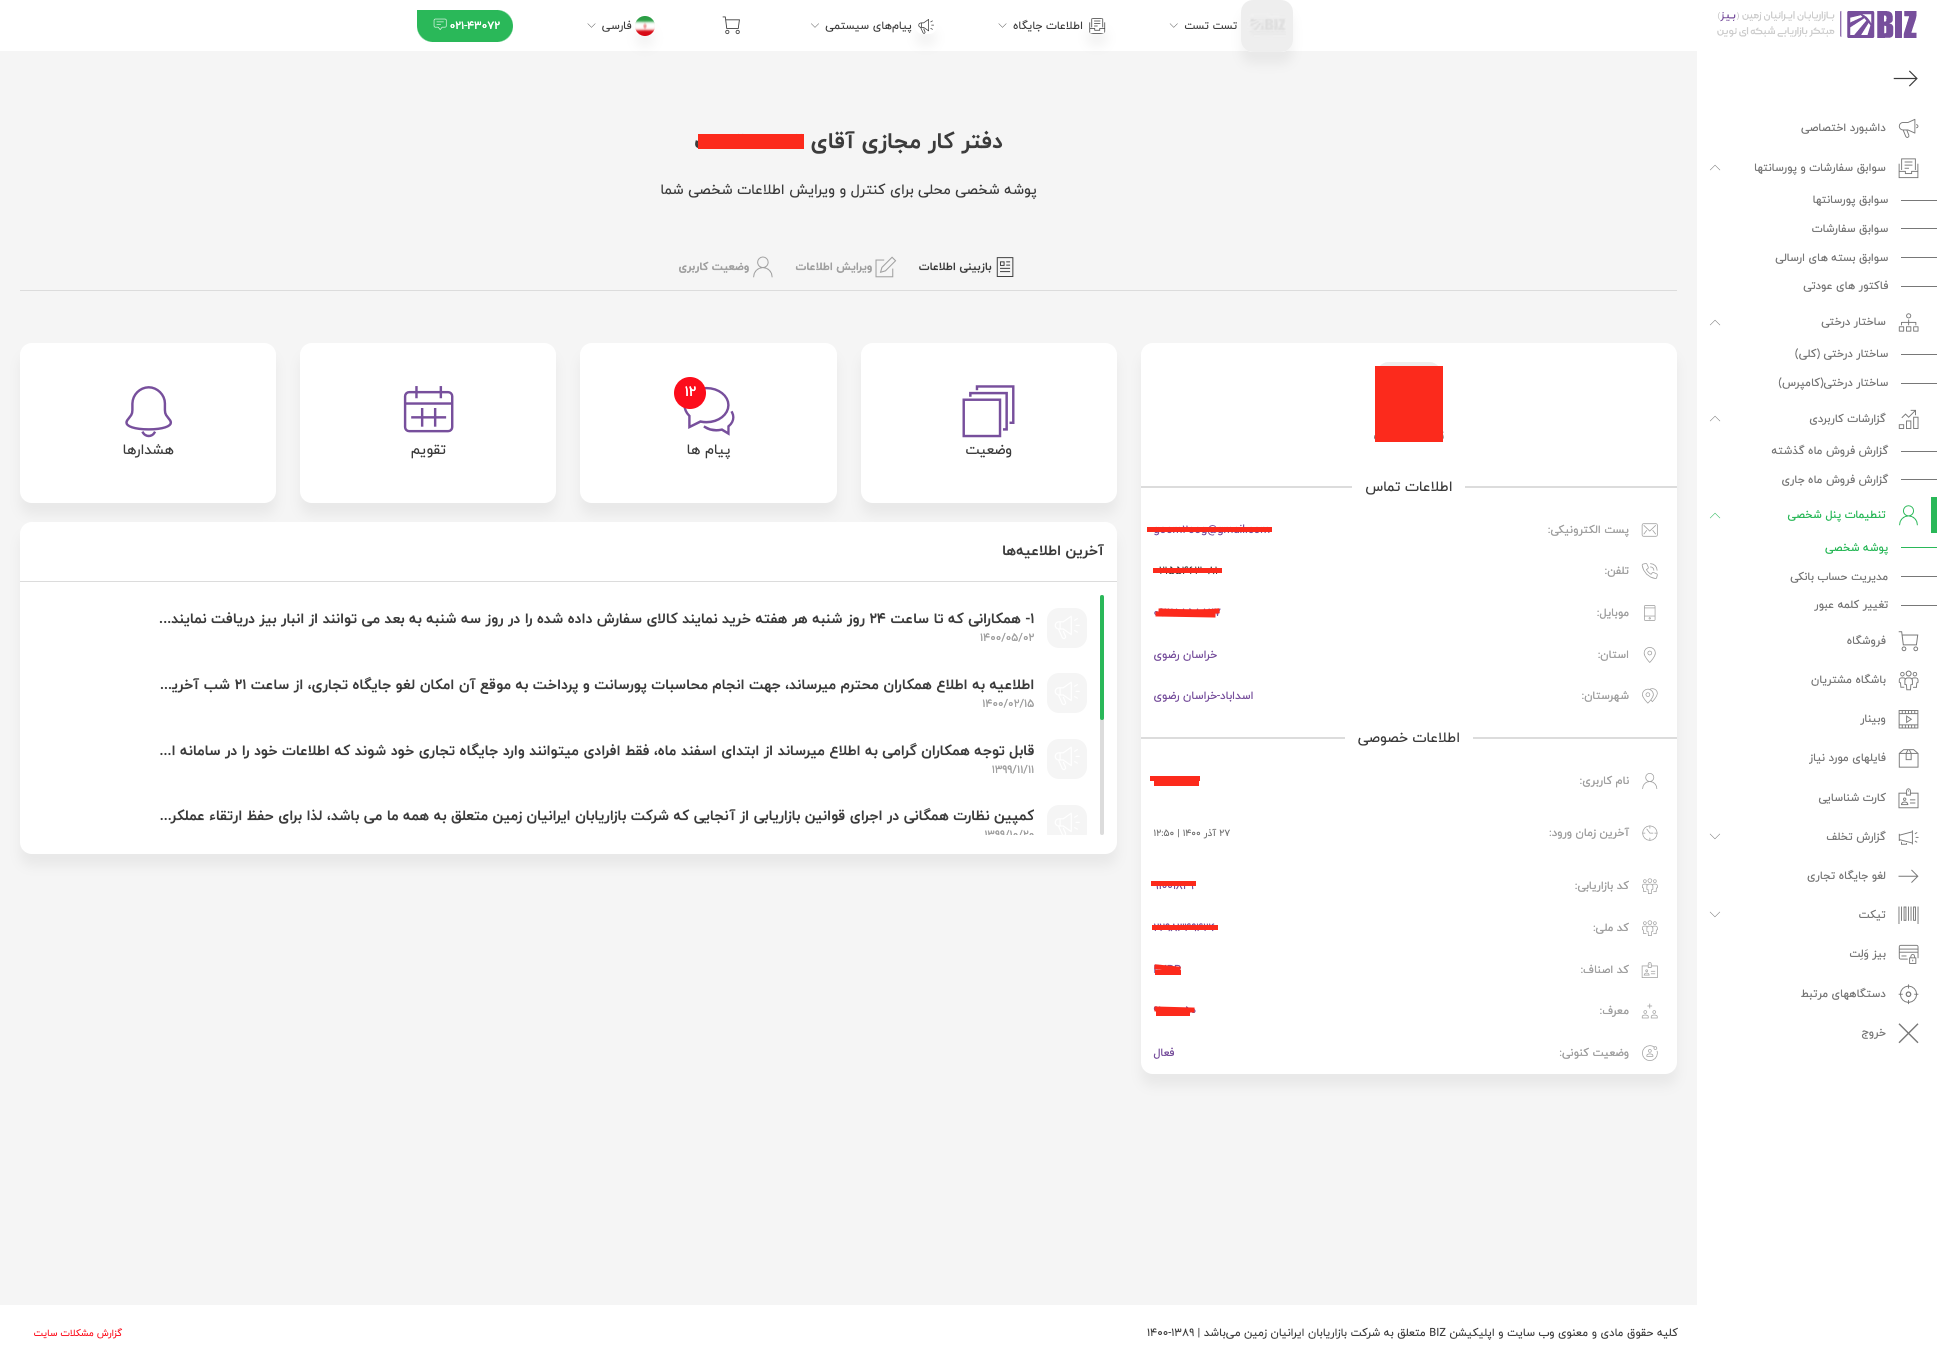 بازاریابان ایرانیان زمین (بیز)
مبتکر بازاریابی شبکه ای نوین
BIZ
تست تست
اطلاعات جایگاه
پیام‌های سیستمی
فارسی
۰۲۱-۴۳۰۷۲
داشبورد اختصاصی
سوابق سفارشات و پورسانتها
سوابق پورسانتها
سوابق سفارشات
سوابق بسته های ارسالی
فاکتور های عودتی
ساختار درختی
ساختار درختی (کلی)
ساختار درختی(کامپرس)
گزارشات کاربردی
گزارش فروش ماه گذشته
گزارش فروش ماه جاری
تنظیمات پنل شخصی
پوشه شخصی
مدیریت حساب بانکی
تغییر کلمه عبور
فروشگاه
باشگاه مشتریان
وبینار
فایلهای مورد نیاز
کارت شناسایی
گزارش تخلف
لغو جایگاه تجاری
تیکت
بیز وَلِت
دستگاههای مرتبط
خروج
دفتر کار مجازی آقای
پوشه شخصی محلی برای کنترل و ویرایش اطلاعات شخصی شما
بازبینی اطلاعات
ویرایش اطلاعات
وضعیت کاربری
اطلاعات تماس
پست الکترونیکی:
تلفن:
موبایل:
استان: خراسان رضوی
شهرستان: اسداباد-خراسان رضوی
اطلاعات خصوصی
نام کاربری:
آخرین زمان ورود: ۲۷ آذر ۱۴۰۰ | ۱۲:۵۰
کد بازاریابی:
کد ملی:
کد اصناف:
معرف:
وضعیت کنونی: فعال
وضعیت
۱۲
پیام ها
تقویم
هشدارها
آخرین اطلاعیه‌ها
۱- همکارانی که تا ساعت ۲۴ روز شنبه هر هفته خرید نمایند کالای سفارش داده شده را در روز سه شنبه به بعد می توانند از انبار بیز دریافت نمایند...
۱۴۰۰/۰۵/۰۲
اطلاعیه به اطلاع همکاران محترم میرساند، جهت انجام محاسبات پورسانت و پرداخت به موقع آن امکان لغو جایگاه تجاری، از ساعت ۲۱ شب آخری...
۱۴۰۰/۰۲/۱۵
قابل توجه همکاران گرامی به اطلاع میرساند از ابتدای اسفند ماه، فقط افرادی میتوانند وارد جایگاه تجاری خود شوند که اطلاعات خود را در سامانه ا...
۱۳۹۹/۱۱/۱۱
کمپین نظارت همگانی در اجرای قوانین بازاریابی از آنجایی که شرکت بازاریابان ایرانیان زمین متعلق به همه ما می باشد، لذا برای حفظ ارتقاء عملکر...
۱۳۹۹/۱۰/۲۰
کلیه حقوق مادی و معنوی وب سایت و اپلیکیشن BIZ متعلق به شرکت بازاریابان ایرانیان زمین می‌باشد | ۱۳۸۹-۱۴۰۰
گزارش مشکلات سایت